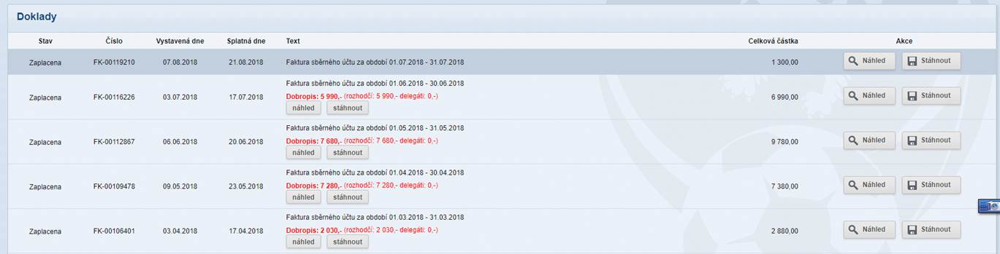 Doklady
Stav Číslo Vystavená dne Splatná dne Text Celková částka Akce
Zaplacena FK-00119210 07.08.2018 21.08.2018 Faktura sběrného účtu za období 01.07.2018 - 31.07.2018 1 300,00 Náhled Stáhnout
Faktura sběrného účtu za období 01.06.2018 - 30.06.2018
Zaplacena FK-00116226 03.07.2018 17.07.2018 Dobropis: 5 990,- (rozhodčí: 5 990,- delegáti: 0,-) 6 990,00 Náhled Stáhnout
náhled stáhnout
Faktura sběrného účtu za období 01.05.2018 - 31.05.2018
Zaplacena FK-00112867 06.06.2018 20.06.2018 Dobropis: 7 680,- (rozhodčí: 7 680,- delegáti: 0,-) 9 780,00 Náhled Stáhnout
náhled stáhnout
Faktura sběrného účtu za období 01.04.2018 - 30.04.2018
Zaplacena FK-00109478 09.05.2018 23.05.2018 Dobropis: 7 280,- (rozhodčí: 7 280,- delegáti: 0,-) 7 380,00 Náhled Stáhnout
náhled stáhnout
Faktura sběrného účtu za období 01.03.2018 - 31.03.2018
Zaplacena FK-00106401 03.04.2018 17.04.2018 Dobropis: 2 030,- (rozhodčí: 2 030,- delegáti: 0,-) 2 880,00 Náhled Stáhnout
náhled stáhnout